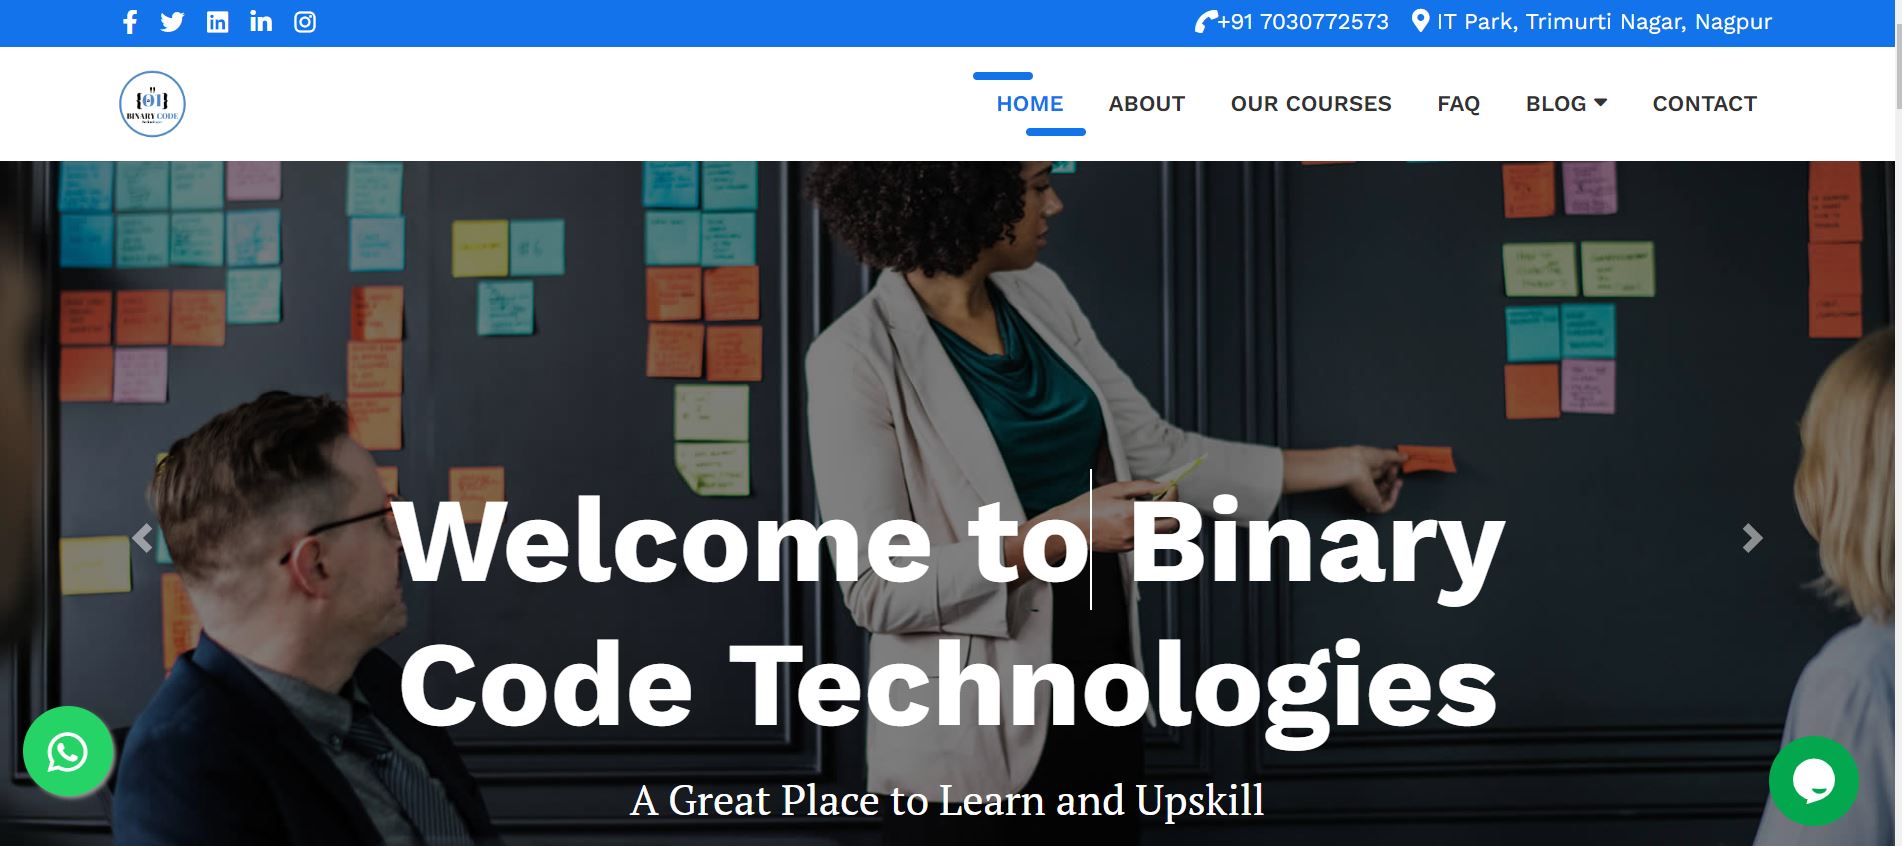 +91 7030772573 IT Park, Trimurti Nagar, Nagpur
{01}
BINARY CODE
HOME ABOUT OUR COURSES FAQ BLOG CONTACT
#6
Welcome to Binary
Code Technologies
A Great Place to Learn and Upskill